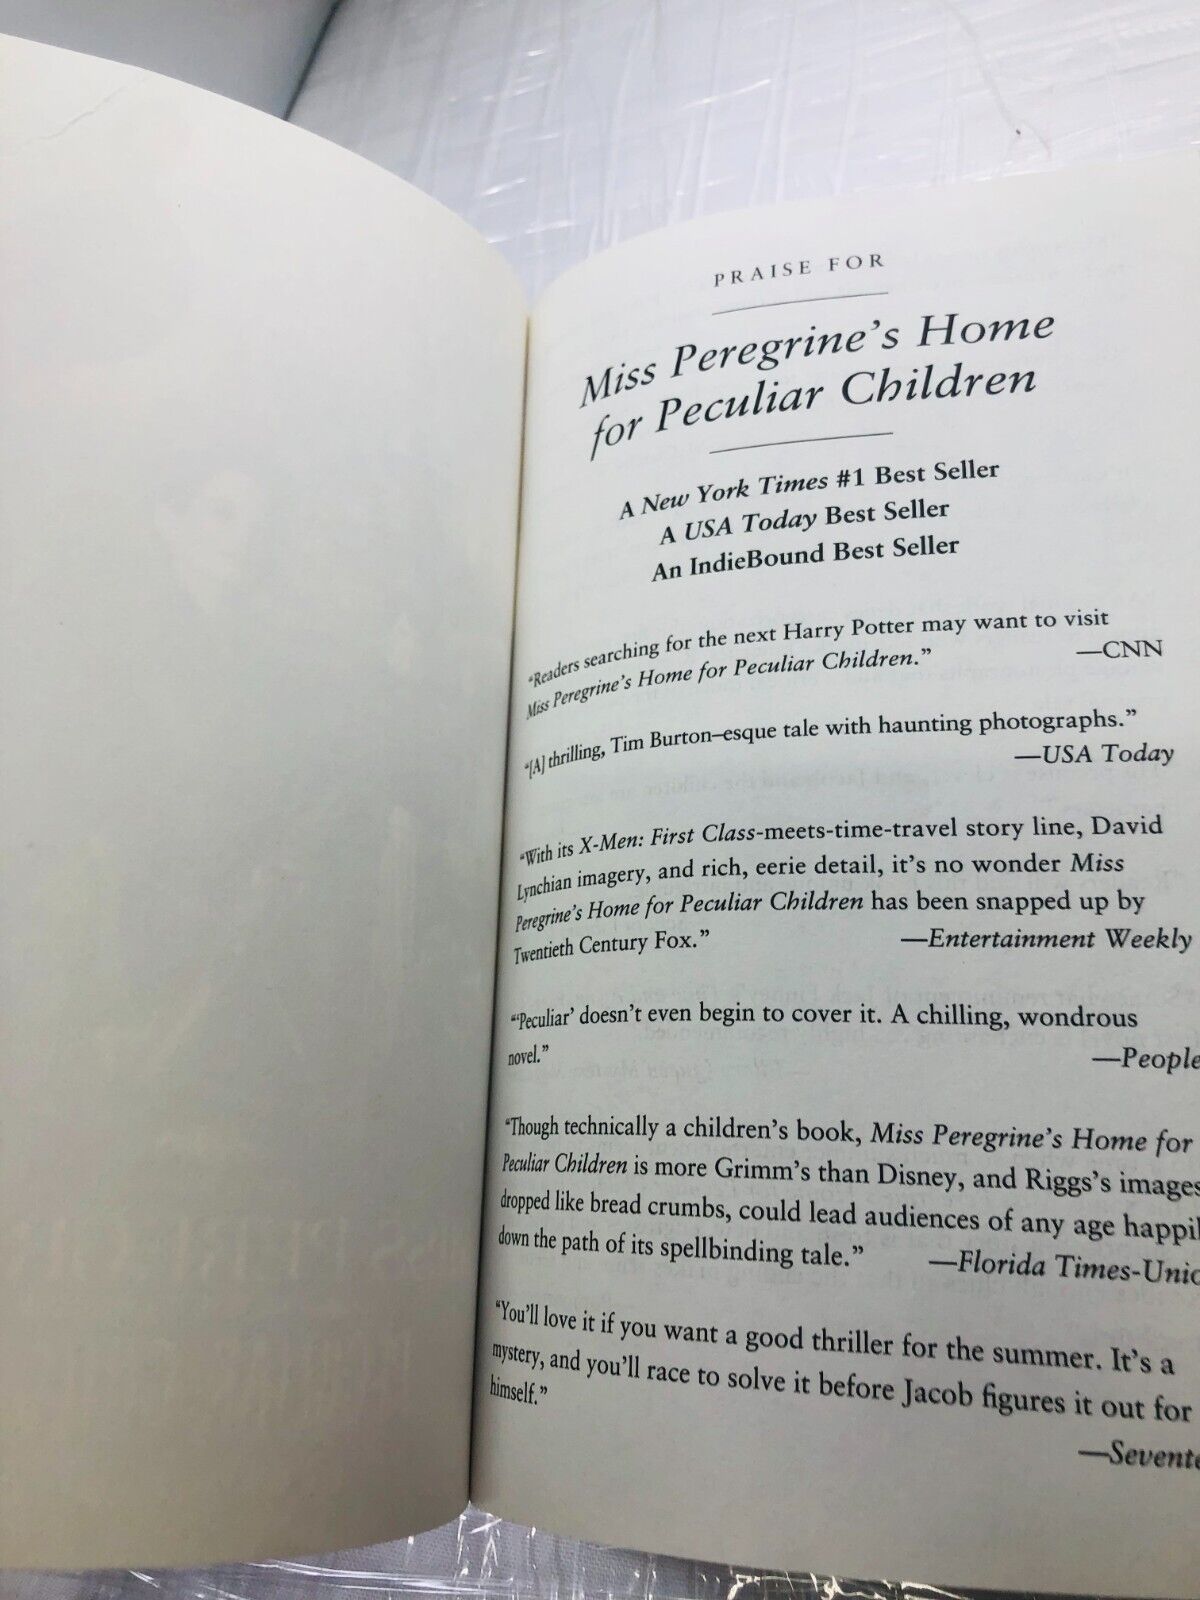 PRAISE FOR
Miss Peregrine's Home
for Peculiar Children
A New York Times #1 Best Seller
A USA Today Best Seller
An IndieBound Best Seller
“Readers searching for the next Harry Potter may want to visit
Miss Peregrine's Home for Peculiar Children.” —CNN
“[A] thrilling, Tim Burton–esque tale with haunting photographs.”
—USA Today
“With its X-Men: First Class-meets-time-travel story line, David
Lynchian imagery, and rich, eerie detail, it's no wonder Miss
Peregrine's Home for Peculiar Children has been snapped up by
Twentieth Century Fox.” —Entertainment Weekly
“‘Peculiar’ doesn't even begin to cover it. A chilling, wondrous
novel.” —People
“Though technically a children's book, Miss Peregrine's Home for
Peculiar Children is more Grimm's than Disney, and Riggs's images,
dropped like bread crumbs, could lead audiences of any age happil
down the path of its spellbinding tale.” —Florida Times-Unio
“You'll love it if you want a good thriller for the summer. It's a
mystery, and you'll race to solve it before Jacob figures it out for
himself.”
—Sevente